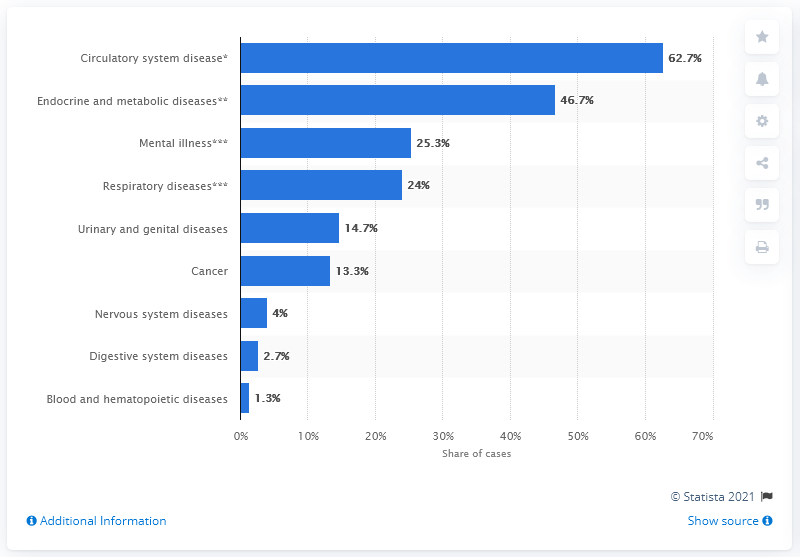 Circulatory system disease* 62.7%
Endocrine and metabolic diseases** 46.7%
Mental illness*** 25.3%
Respiratory diseases*** 24%
Urinary and genital diseases 14.7%
Cancer 13.3%
Nervous system diseases 4%
Digestive system diseases 2.7%
Blood and hematopoietic diseases 1.3%
0% 10% 20% 30% 40% 50% 60% 70%
Share of cases
© Statista 2021
Additional Information Show source